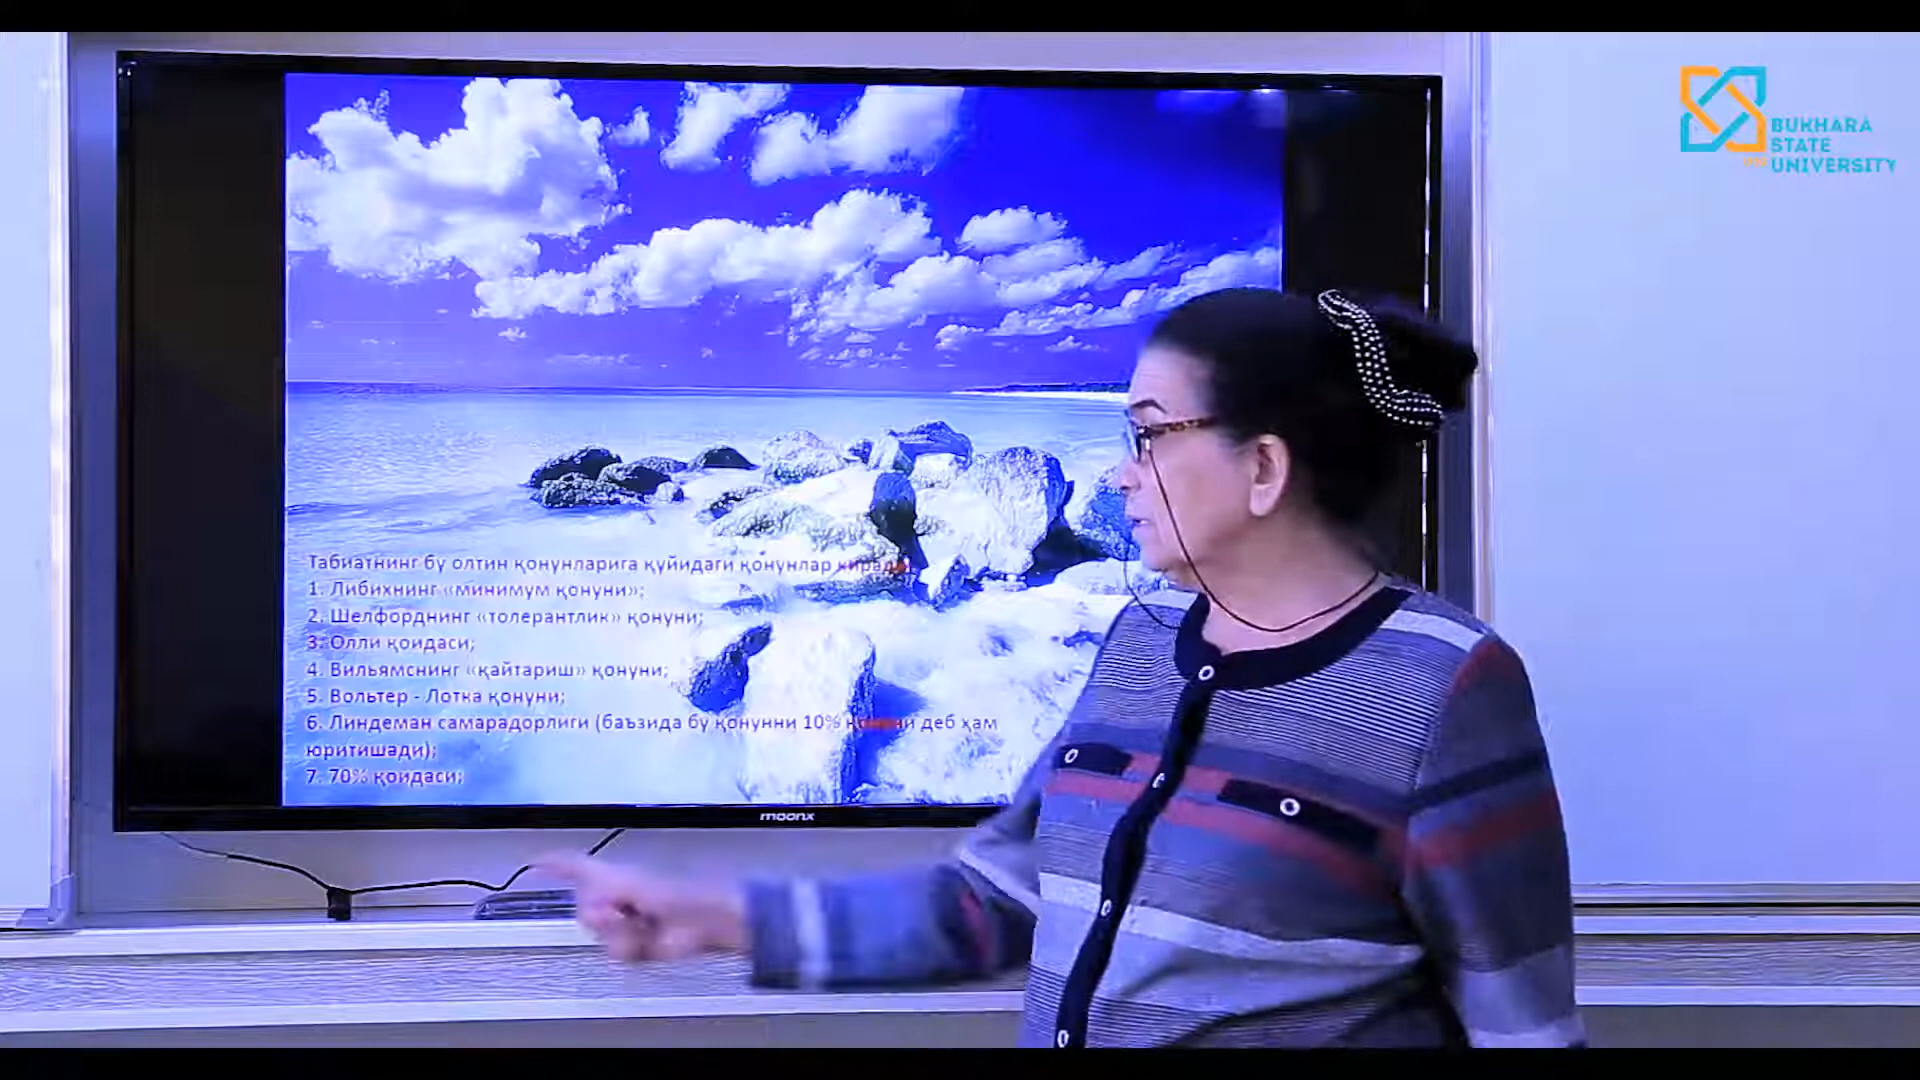 BUKHARA
STATE
UNIVERSITY
Табиатнинг бу олтин қонунларига қуйидаги қонунлар киради:
1. Либихнинг «минимум қонуни»;
2. Шелфорднинг «толерантлик» қонуни;
3. Олли қоидаси;
4. Вильямснинг «қайтариш» қонуни;
5. Вольтер - Лотка қонуни;
6. Линдеман самарадорлиги (баъзида бу қонунни 10% қонуни деб ҳам
юритишади);
7. 70% қоидаси;
moonx